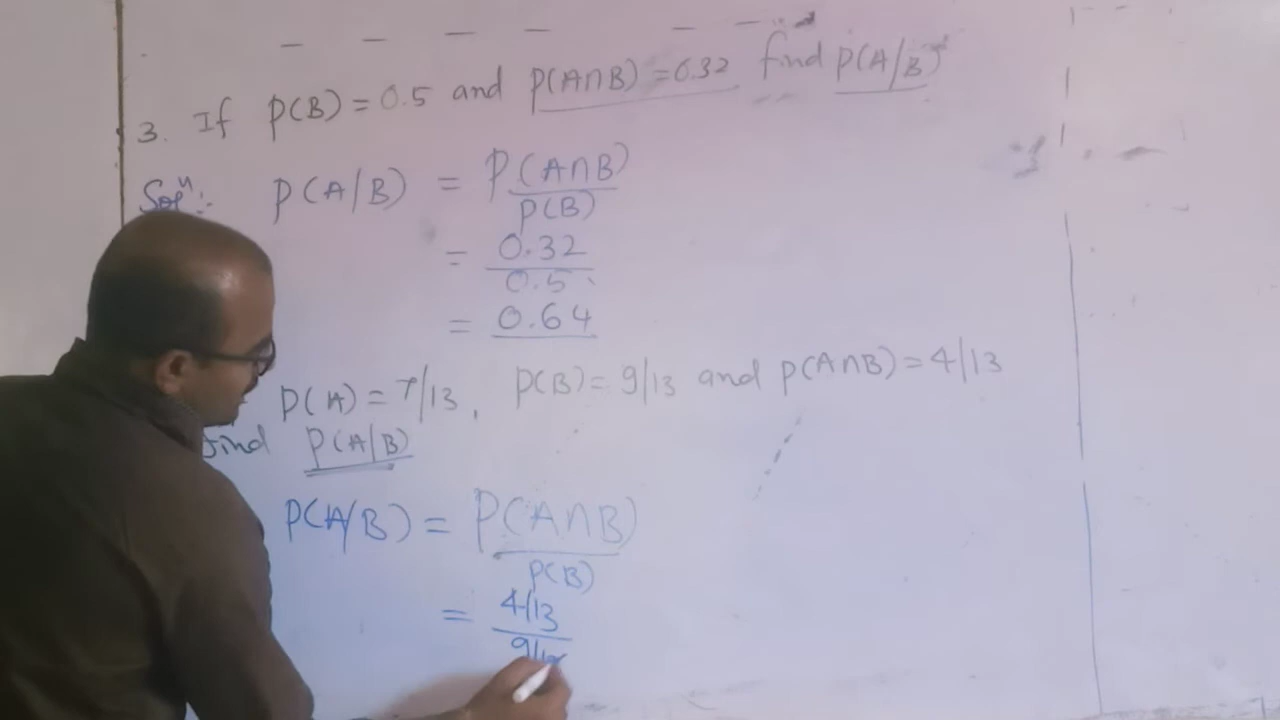 3. If P(B) = 0.5 and P(A∩B) = 0.32 find P(A/B)
Solⁿ:- P(A/B) = P(A∩B)
P(B)
= 0.32
0.5
= 0.64
P(A) = 7/13, P(B) = 9/13 and P(A∩B) = 4/13
find P(A/B)
P(A/B) = P(A∩B)
P(B)
= 4/13
9/13